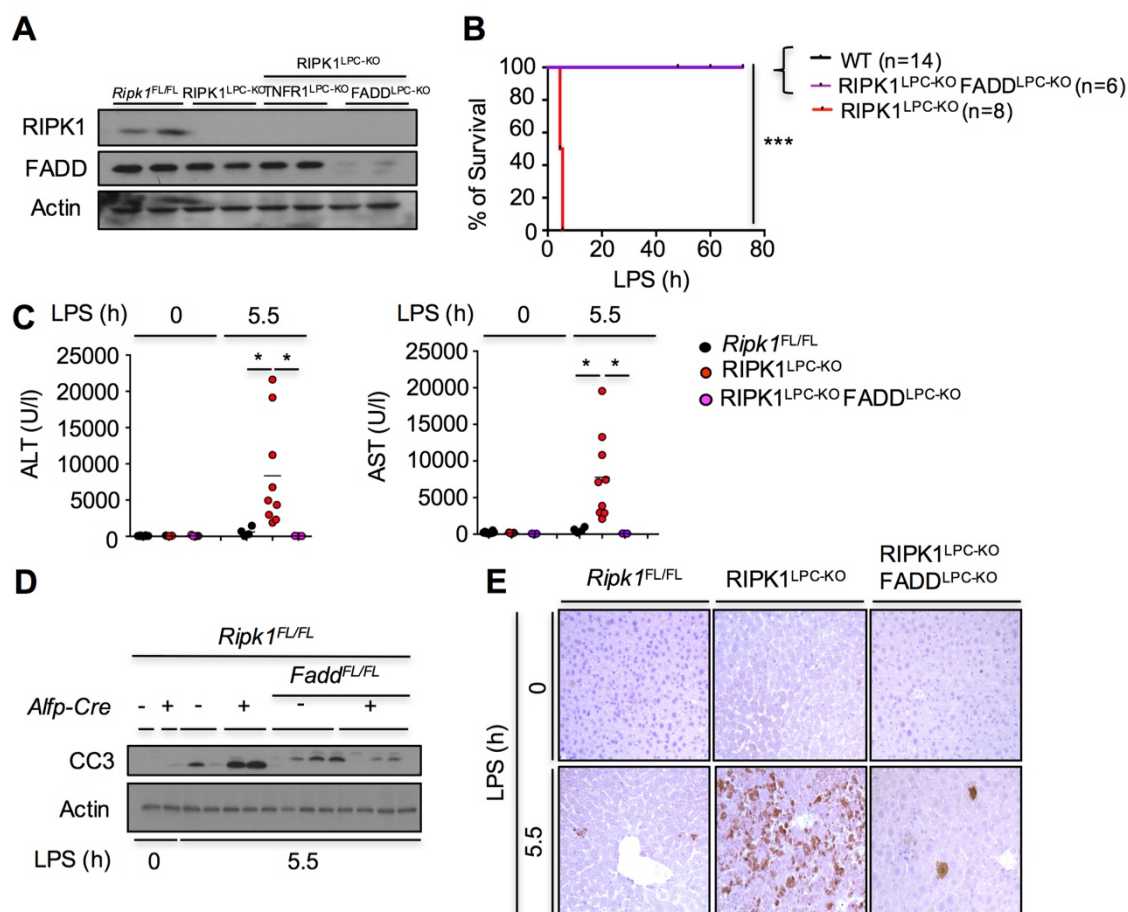 A
RIPK1LPC-KO
Ripk1FL/FL RIPK1LPC-KO TNFR1LPC-KO FADDLPC-KO
RIPK1
FADD
Actin
B
% of Survival
100
80
60
40
20
0
0 20 40 60 80
LPS (h)
***
WT (n=14)
RIPK1LPC-KO FADDLPC-KO (n=6)
RIPK1LPC-KO (n=8)
C
LPS (h) 0 5.5
ALT (U/l)
25000
20000
15000
10000
5000
0
* *
LPS (h) 0 5.5
AST (U/l)
25000
20000
15000
10000
5000
0
* *
Ripk1FL/FL
RIPK1LPC-KO
RIPK1LPC-KO FADDLPC-KO
D
Ripk1FL/FL
FaddFL/FL
Alfp-Cre - + - + - +
CC3
Actin
LPS (h) 0 5.5
E
Ripk1FL/FL RIPK1LPC-KO RIPK1LPC-KO
FADDLPC-KO
LPS (h)
0
5.5